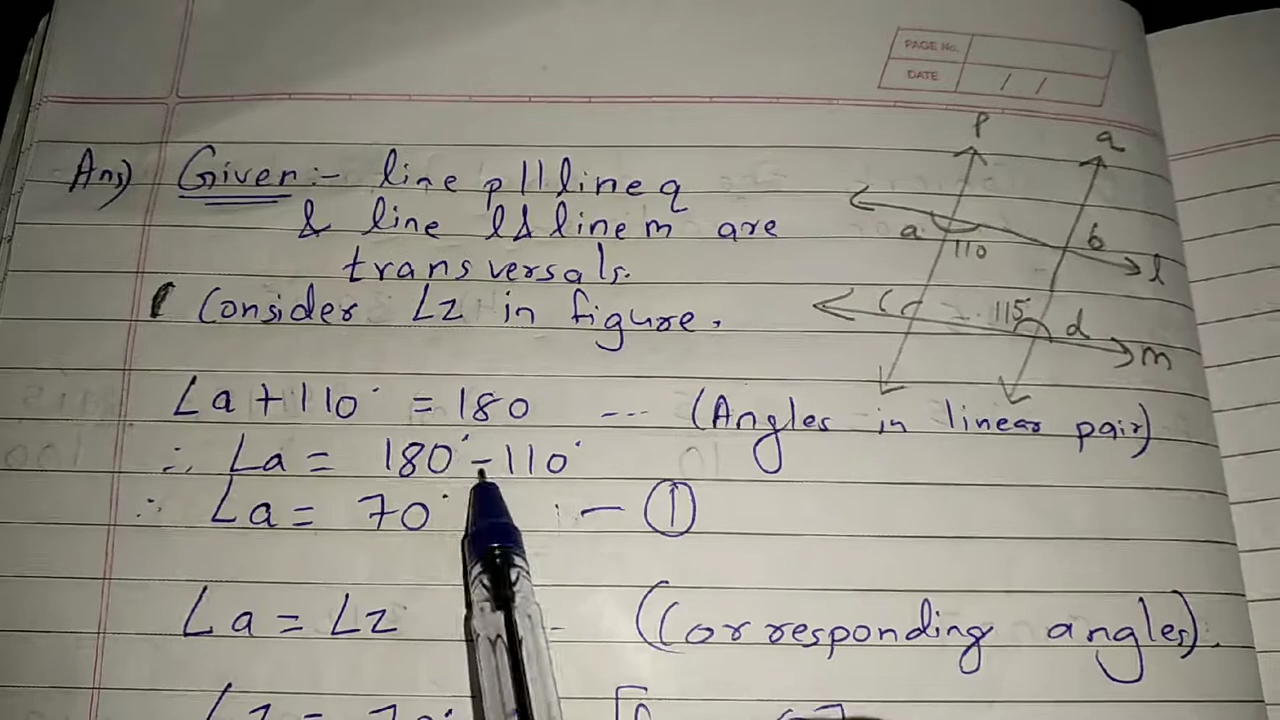 PAGE No.
DATE / /
Ans) Given:- line p || line q
& line l & line m are
transversals.
Consider ∠z in figure.
p
q
a
110
b
l
c
115
d
m
∠a + 110° = 180 --- (Angles in linear pair)
∴ ∠a = 180° - 110°
∴ ∠a = 70° - ①
∠a = ∠z - (Corresponding angles).